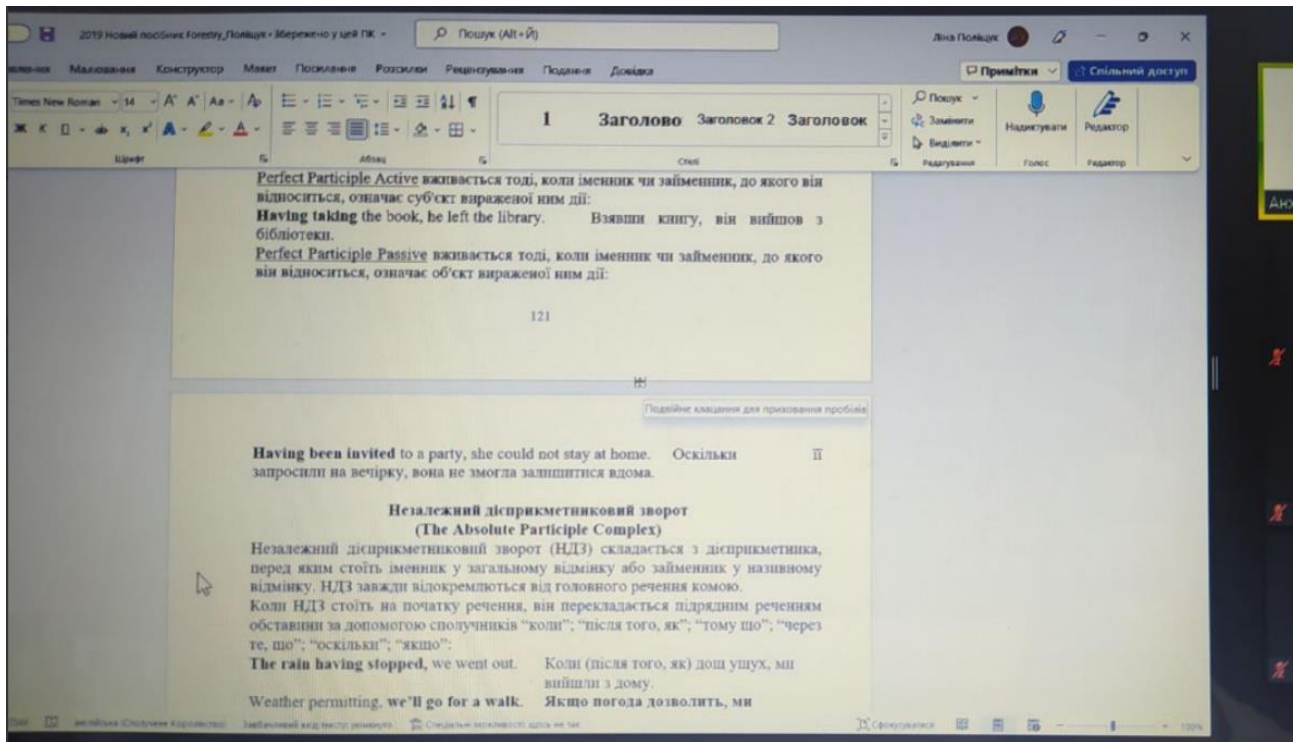 2019 Новий посібник Forestry_Поліщук • Збережено у цей ПК
Пошук (Alt+Й)
Ліна Поліщук
Малювання Конструктор Макет Посилання Розсилки Рецензування Подання Довідка
Примітки Спільний доступ
Times New Roman 14 А^ Аˇ Aa
Ж К П ab x₂ x² А А
1 Заголово Заголовок 2 Заголовок
Пошук
Замінити
Виділити
Надиктувати
Редактор
Шрифт Абзац Стилі Редагування Голос Редактор
Perfect Participle Active вживається тоді, коли іменник чи займенник, до якого він
відноситься, означає суб'єкт вираженої ним дії:
Having taking the book, he left the library. Взявши книгу, він вийшов з
бібліотеки.
Perfect Participle Passive вживається тоді, коли іменник чи займенник, до якого
він відноситься, означає об'єкт вираженої ним дії:
121
Подвійне клацання для приховання пробілів
Having been invited to a party, she could not stay at home. Оскільки її
запросили на вечірку, вона не змогла залишитися вдома.
Незалежний дієприкметниковий зворот
(The Absolute Participle Complex)
Незалежний дієприкметниковий зворот (НДЗ) складається з дієприкметника,
перед яким стоїть іменник у загальному відмінку або займенник у називному
відмінку. НДЗ завжди відокремлюється від головного речення комою.
Коли НДЗ стоїть на початку речення, він перекладається підрядним реченням
обставини за допомогою сполучників “коли”; “після того, як”; “тому що”; “через
те, що”; “оскільки”; “якщо”:
The rain having stopped, we went out. Коли (після того, як) дощ ущух, ми
вийшли з дому.
Weather permitting, we’ll go for a walk. Якщо погода дозволить, ми
англійська (Сполучене Королівство)
Сфокусуватися
100%